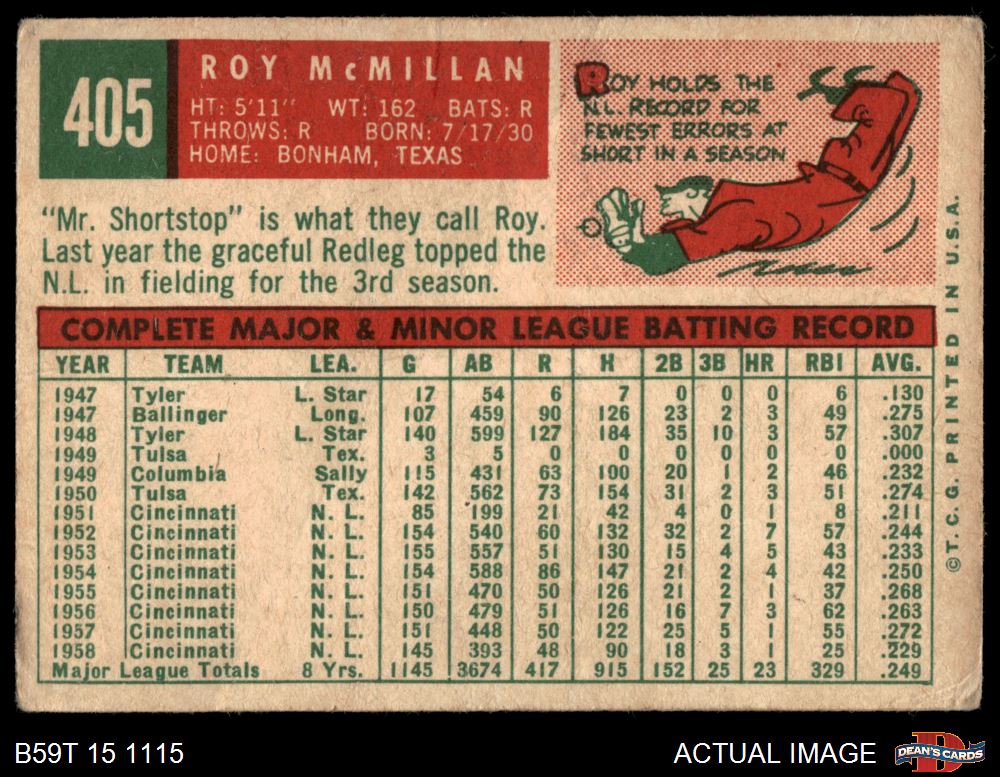 405
ROY McMILLAN
HT: 5'11" WT: 162 BATS: R
THROWS: R BORN: 7/17/30
HOME: BONHAM, TEXAS
ROY HOLDS THE
N.L. RECORD FOR
FEWEST ERRORS AT
SHORT IN A SEASON
"Mr. Shortstop" is what they call Roy.
Last year the graceful Redleg topped the
N.L. in fielding for the 3rd season.
COMPLETE MAJOR & MINOR LEAGUE BATTING RECORD
YEAR TEAM LEA. G AB R H 2B 3B HR RBI AVG.
1947 Tyler L. Star 17 54 6 7 0 0 0 6 .130
1947 Ballinger Long. 107 459 90 126 23 2 3 49 .275
1948 Tyler L. Star 140 599 127 184 35 10 3 57 .307
1949 Tulsa Tex. 3 5 0 0 0 0 0 0 .000
1949 Columbia Sally 115 431 63 100 20 1 2 46 .232
1950 Tulsa Tex. 142 562 73 154 31 2 3 51 .274
1951 Cincinnati N. L. 85 199 21 42 4 0 1 8 .211
1952 Cincinnati N. L. 154 540 60 132 32 2 7 57 .244
1953 Cincinnati N. L. 155 557 51 130 15 4 5 43 .233
1954 Cincinnati N. L. 154 588 86 147 21 2 4 42 .250
1955 Cincinnati N. L. 151 470 50 126 21 2 1 37 .268
1956 Cincinnati N. L. 150 479 51 126 16 7 3 62 .263
1957 Cincinnati N. L. 151 448 50 122 25 5 1 55 .272
1958 Cincinnati N. L. 145 393 48 90 18 3 1 25 .229
Major League Totals 8 Yrs. 1145 3674 417 915 152 25 23 329 .249
©T. C. G. PRINTED IN U.S.A.
B59T 15 1115
ACTUAL IMAGE
DEAN'S CARDS